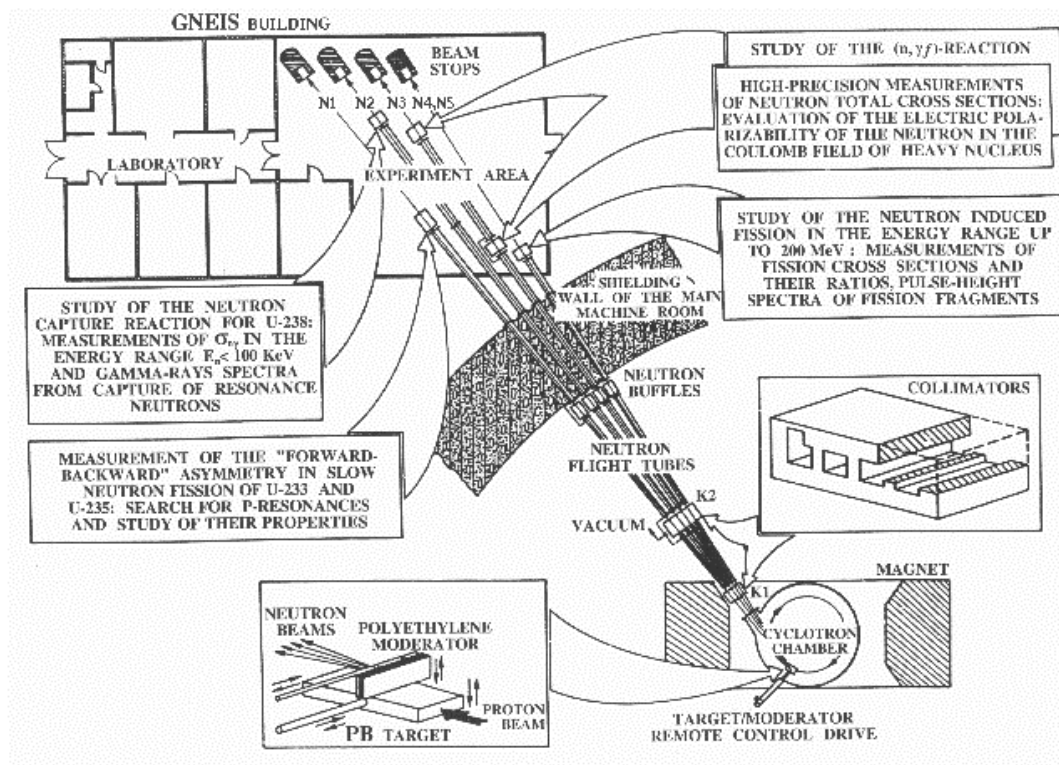 GNEIS BUILDING
BEAM
STOPS
N1 N2 N3 N4,N5
LABORATORY
EXPERIMENT AREA
STUDY OF THE (n, γf)-REACTION
HIGH-PRECISION MEASUREMENTS
OF NEUTRON TOTAL CROSS SECTIONS:
EVALUATION OF THE ELECTRIC POLA-
RIZABILITY OF THE NEUTRON IN THE
COULOMB FIELD OF HEAVY NUCLEUS
STUDY OF THE NEUTRON INDUCED
FISSION IN THE ENERGY RANGE UP
TO 200 MeV : MEASUREMENTS OF
FISSION CROSS SECTIONS AND
THEIR RATIOS, PULSE-HEIGHT
SPECTRA OF FISSION FRAGMENTS
SHIELDING
WALL OF THE MAIN
MACHINE ROOM
STUDY OF THE NEUTRON
CAPTURE REACTION FOR U-238:
MEASUREMENTS OF σnγ IN THE
ENERGY RANGE En< 100 KeV
AND GAMMA-RAYS SPECTRA
FROM CAPTURE OF RESONANCE
NEUTRONS
NEUTRON
BUFFLES
COLLIMATORS
MEASUREMENT OF THE "FORWARD-
BACKWARD" ASYMMETRY IN SLOW
NEUTRON FISSION OF U-233 AND
U-235: SEARCH FOR P-RESONANCES
AND STUDY OF THEIR PROPERTIES
NEUTRON
FLIGHT TUBES
K2
VACUUM
MAGNET
K1
CYCLOTRON
CHAMBER
NEUTRON
BEAMS
POLYETHYLENE
MODERATOR
PROTON
BEAM
PB TARGET
TARGET/MODERATOR
REMOTE CONTROL DRIVE